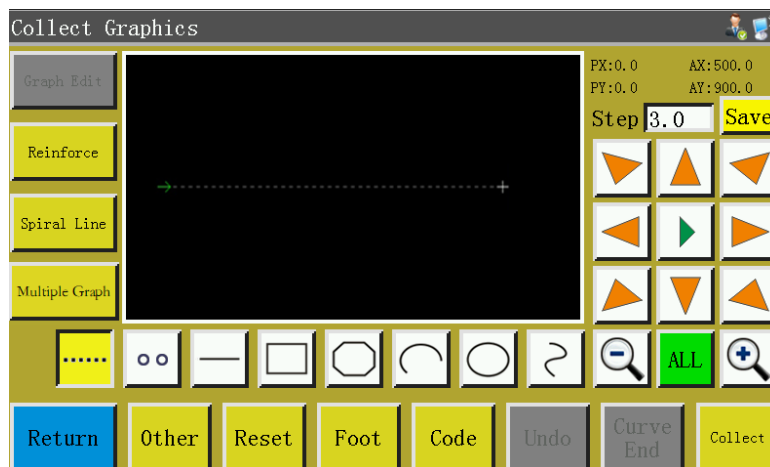 Collect Graphics
Graph Edit
PX:0.0 AX:500.0
PY:0.0 AY:900.0
Step 3.0 Save
Reinforce
Spiral Line
Multiple Graph
ALL
Return Other Reset Foot Code Undo Curve End Collect